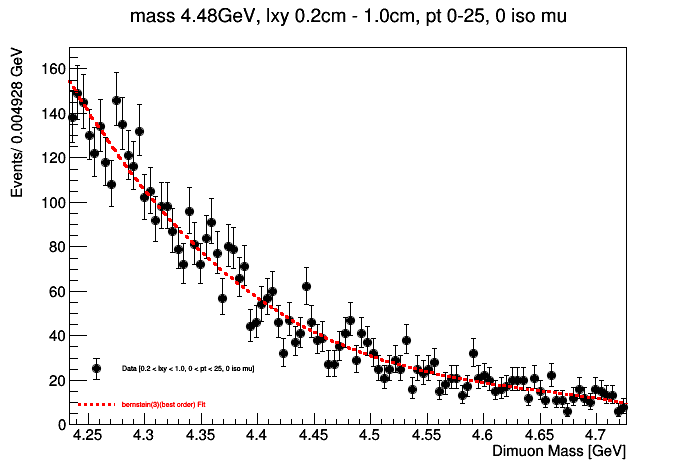 mass 4.48GeV, lxy 0.2cm - 1.0cm, pt 0-25, 0 iso mu
Events/ 0.004928 GeV
160
140
120
100
80
60
40
20
0
Data [0.2 < lxy < 1.0, 0 < pt < 25, 0 iso mu]
bernstein(3)(best order) Fit
4.25 4.3 4.35 4.4 4.45 4.5 4.55 4.6 4.65 4.7
Dimuon Mass [GeV]